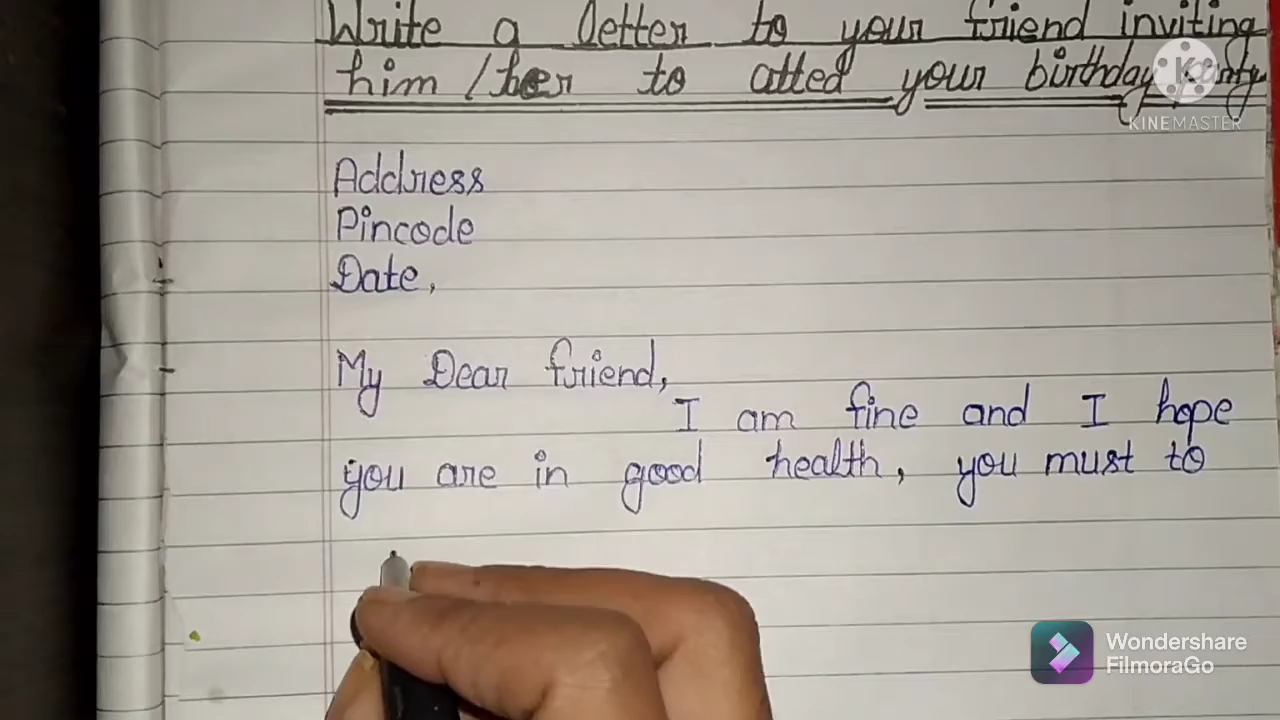 Write a letter to your friend inviting
him / her to atted your birthday party
KINEMASTER
Address
Pincode
Date,
My Dear friend,
I am fine and I hope
you are in good health, you must to
Wondershare
FilmoraGo